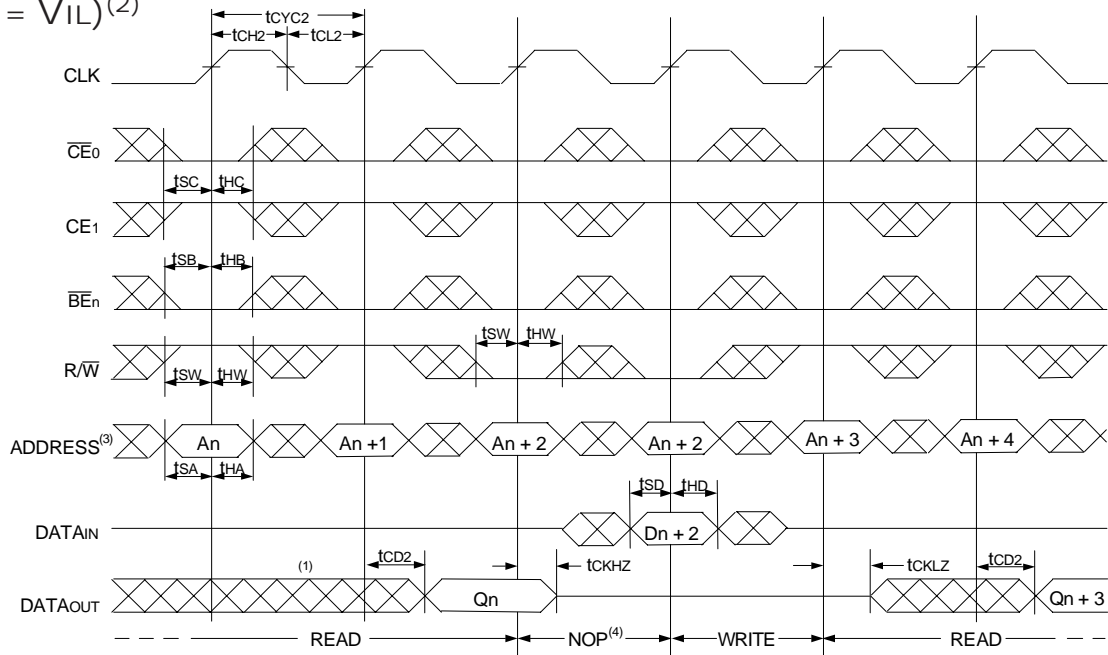 = VIL)(2)
tCYC2
tCH2 tCL2
CLK
CE0
tSC tHC
CE1
tSB tHB
BEn
tSW tHW
R/W
tSW tHW
ADDRESS(3) An An +1 An + 2 An + 2 An + 3 An + 4
tSA tHA
tSD tHD
DATAIN Dn + 2
(1) tCD2 tCKHZ tCKLZ tCD2
DATAOUT Qn Qn + 3
READ NOP(4) WRITE READ